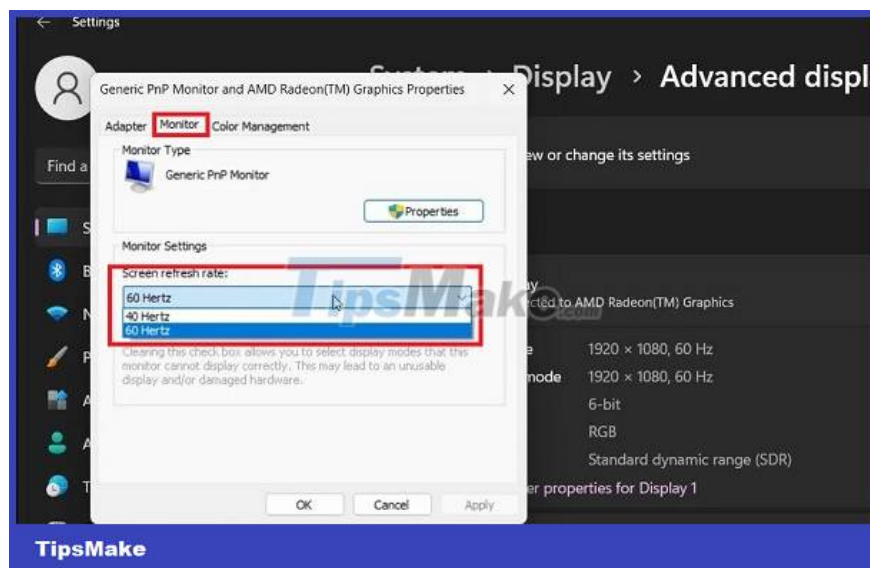 Settings
Display > Advanced displ
Generic PnP Monitor and AMD Radeon(TM) Graphics Properties
Adapter Monitor Color Management
Monitor Type
Generic PnP Monitor
Properties
Find a
ew or change its settings
Monitor Settings
Screen refresh rate:
60 Hertz
40 Hertz
60 Hertz
TipsMake.com
ay
cted to AMD Radeon(TM) Graphics
Clearing this check box allows you to select display modes that this
monitor cannot display correctly. This may lead to an unusable
display and/or damaged hardware.
1920 × 1080, 60 Hz
mode 1920 × 1080, 60 Hz
6-bit
RGB
Standard dynamic range (SDR)
er properties for Display 1
OK Cancel Apply
S
B
N
P
A
A
T
TipsMake